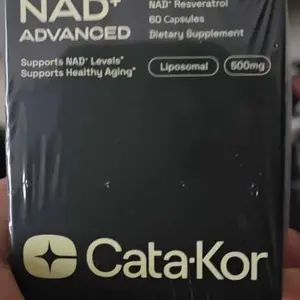 NAD+
ADVANCED
Supports NAD+ Levels*
Supports Healthy Aging*
NAD+ Resveratrol
60 Capsules
Dietary Supplement
Liposomal
500mg
Cata·Kor